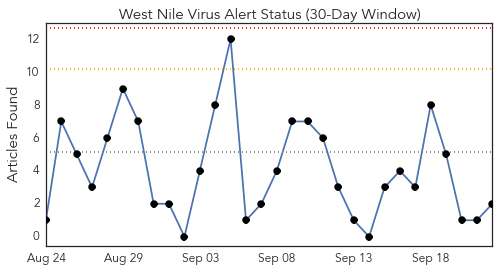 West Nile Virus Alert Status (30-Day Window)
Articles Found
12
10
8
6
4
2
0
Aug 24 Aug 29 Sep 03 Sep 08 Sep 13 Sep 18